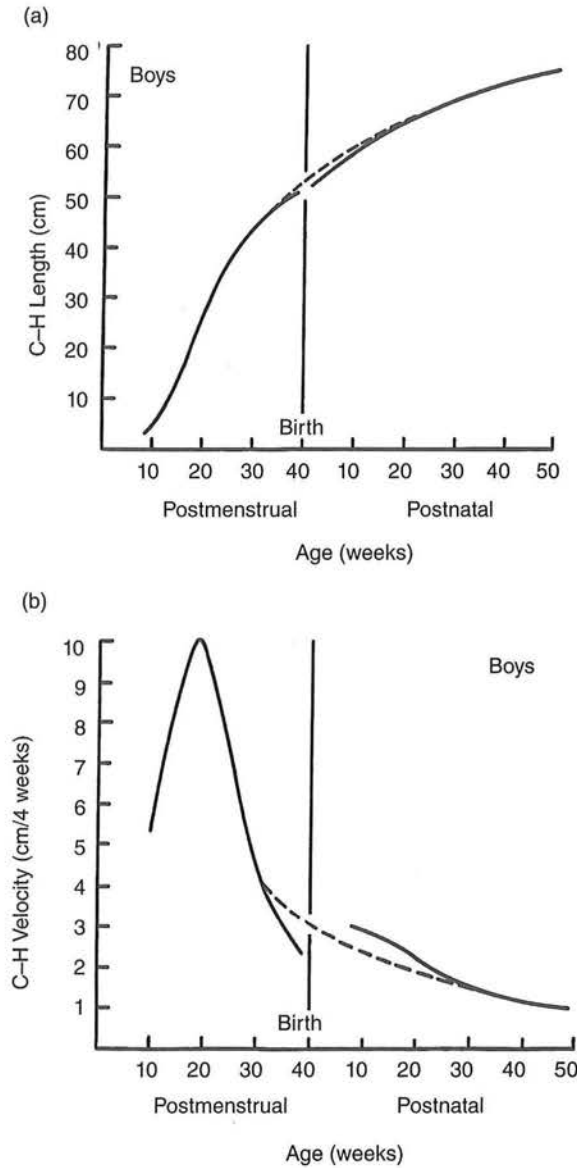 (a)
Boys
C–H Length (cm)
80
70
60
50
40
30
20
10
Birth
10 20 30 40 10 20 30 40 50
Postmenstrual Postnatal
Age (weeks)
(b)
Boys
C–H Velocity (cm/4 weeks)
10
9
8
7
6
5
4
3
2
1
Birth
10 20 30 40 10 20 30 40 50
Postmenstrual Postnatal
Age (weeks)